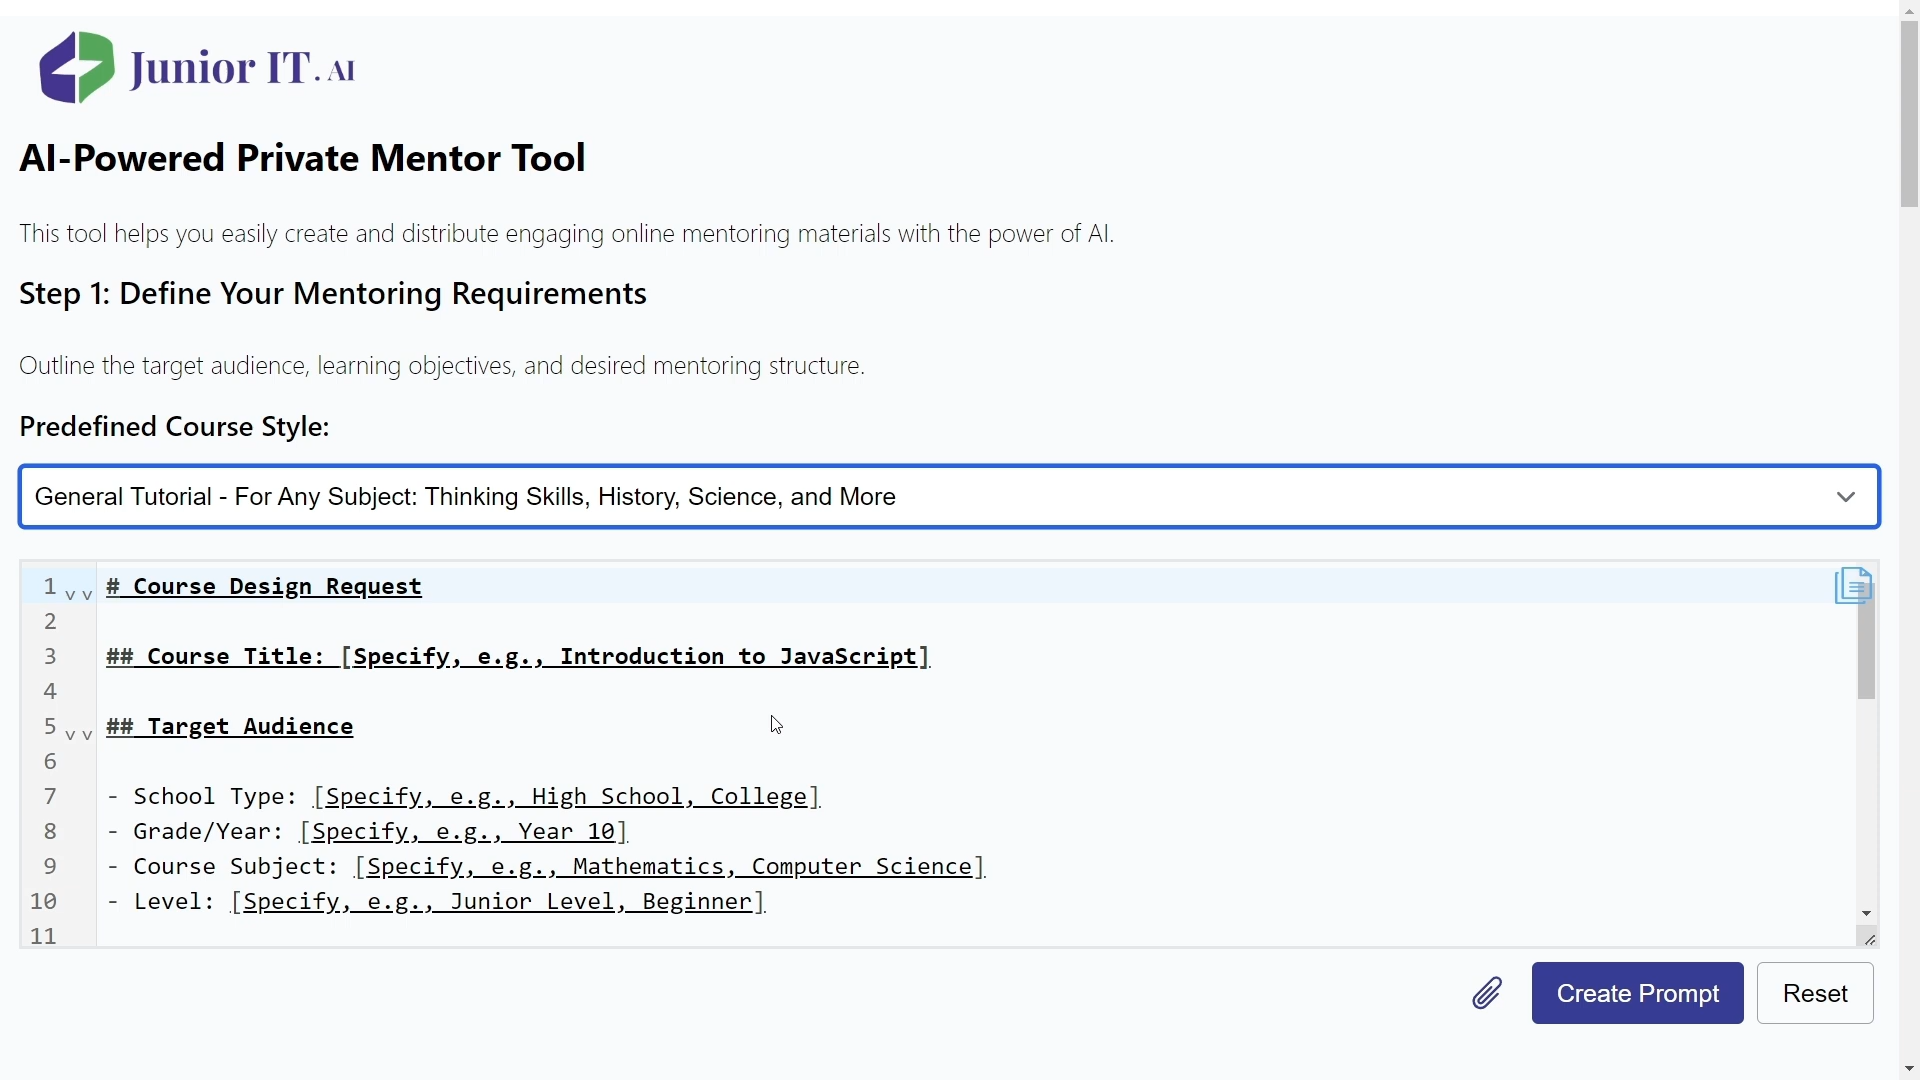 Junior IT.AI
AI-Powered Private Mentor Tool
This tool helps you easily create and distribute engaging online mentoring materials with the power of AI.
Step 1: Define Your Mentoring Requirements
Outline the target audience, learning objectives, and desired mentoring structure.
Predefined Course Style:
General Tutorial - For Any Subject: Thinking Skills, History, Science, and More
1 # Course Design Request
2
3 ## Course Title: [Specify, e.g., Introduction to JavaScript]
4
5 ## Target Audience
6
7 - School Type: [Specify, e.g., High School, College]
8 - Grade/Year: [Specify, e.g., Year 10]
9 - Course Subject: [Specify, e.g., Mathematics, Computer Science]
10 - Level: [Specify, e.g., Junior Level, Beginner]
11
Create Prompt Reset